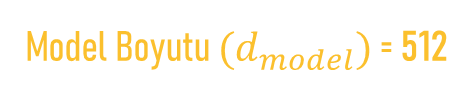 Model Boyutu (d_model) = 512